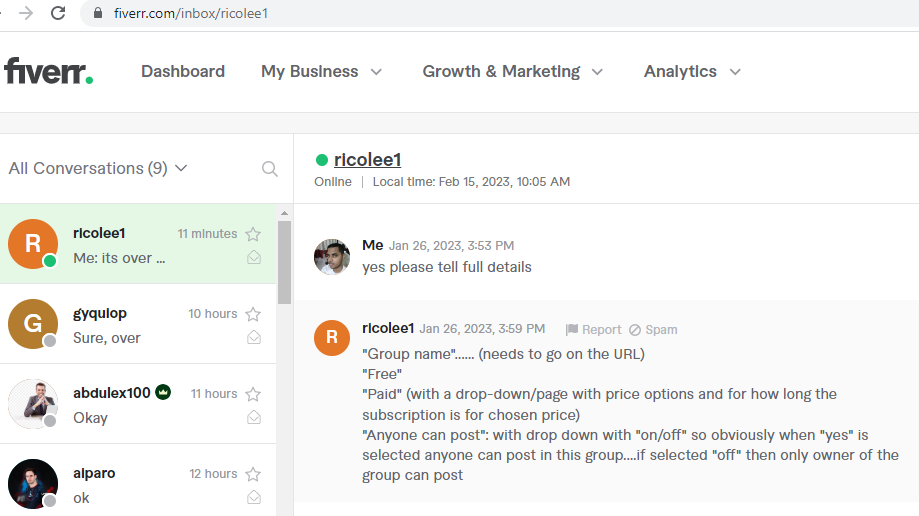 fiverr.com/inbox/ricolee1
fiverr.
Dashboard
My Business
Growth & Marketing
Analytics
All Conversations (9)
R
ricolee1
11 minutes
Me: its over ...
G
gyquiop
10 hours
Sure, over
abdulex100
11 hours
Okay
alparo
12 hours
ok
ricolee1
Online | Local time: Feb 15, 2023, 10:05 AM
Me Jan 26, 2023, 3:53 PM
yes please tell full details
R
ricolee1 Jan 26, 2023, 3:59 PM Report Spam
"Group name"...... (needs to go on the URL)
"Free"
"Paid" (with a drop-down/page with price options and for how long the
subscription is for chosen price)
"Anyone can post": with drop down with "on/off" so obviously when "yes" is
selected anyone can post in this group....if selected "off" then only owner of the
group can post